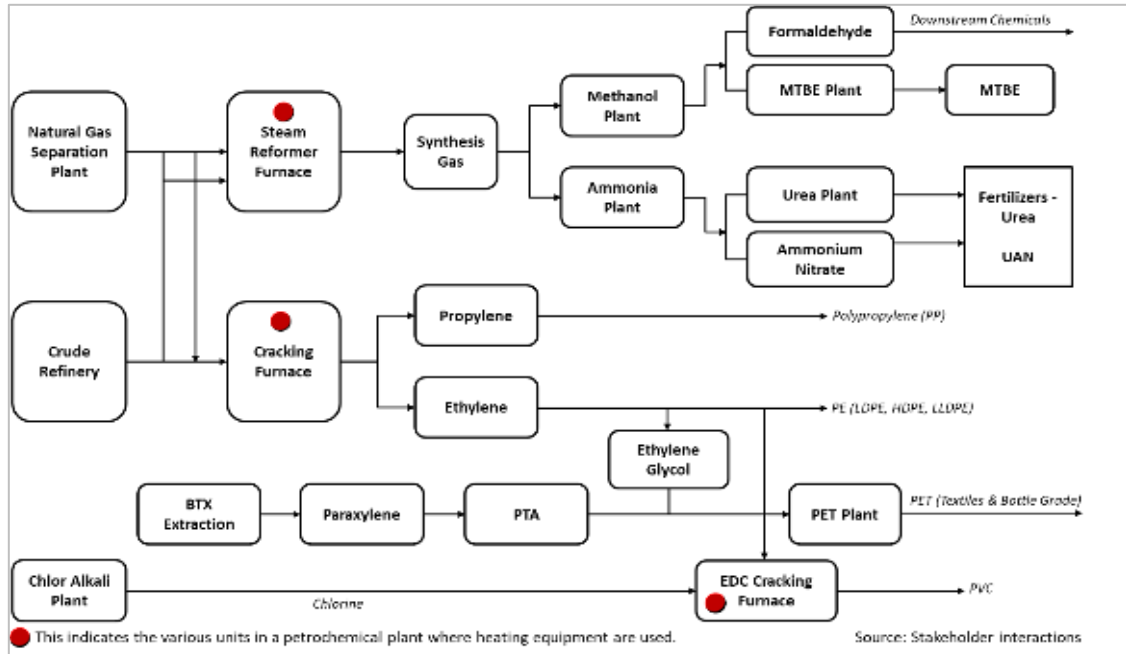 Downstream Chemicals
Formaldehyde
Natural Gas
Separation
Plant
Steam
Reformer
Furnace
Synthesis
Gas
Methanol
Plant
MTBE Plant
MTBE
Ammonia
Plant
Urea Plant
Ammonium
Nitrate
Fertilizers -
Urea
UAN
Crude
Refinery
Cracking
Furnace
Propylene
Polypropylene (PP)
Ethylene
PE (LDPE, HDPE, LLDPE)
Ethylene
Glycol
BTX
Extraction
Paraxylene
PTA
PET Plant
PET (Textiles & Bottle Grade)
Chlor Alkali
Plant
Chlorine
EDC Cracking
Furnace
PVC
This indicates the various units in a petrochemical plant where heating equipment are used.
Source: Stakeholder interactions